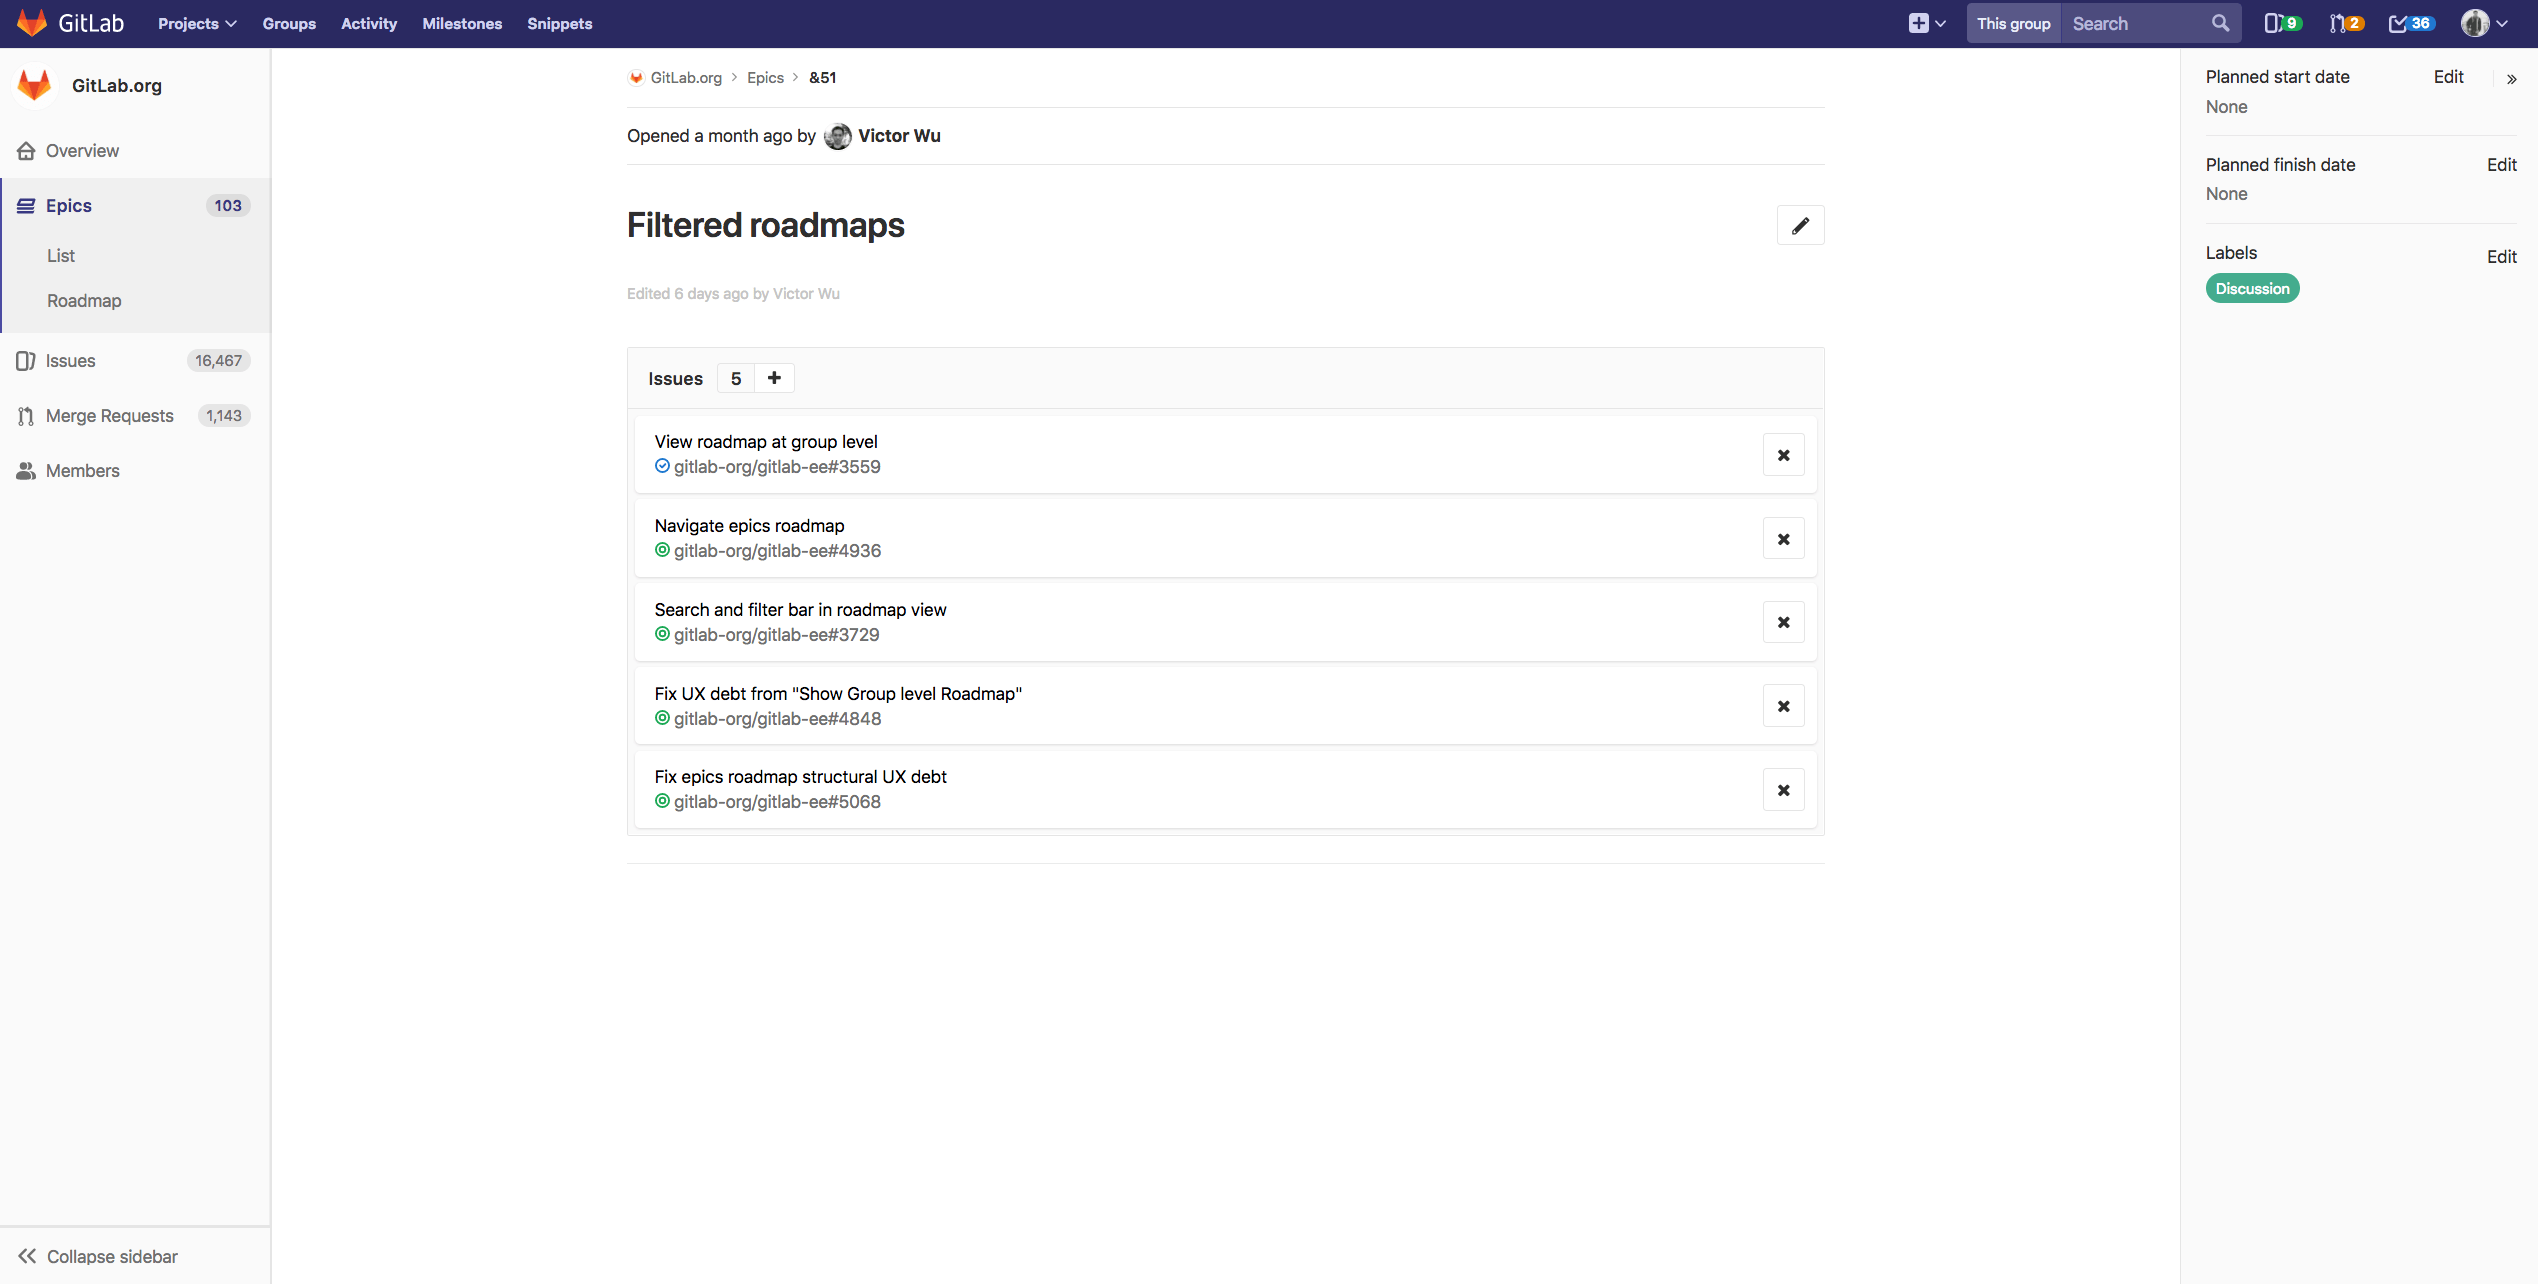 GitLab Projects Groups Activity Milestones Snippets This group Search 9 2 36
GitLab.org
Overview
Epics 103
List
Roadmap
Issues 16,467
Merge Requests 1,143
Members
Collapse sidebar
GitLab.org > Epics > &51
Opened a month ago by Victor Wu
Filtered roadmaps
Edited 6 days ago by Victor Wu
Issues 5
View roadmap at group level
gitlab-org/gitlab-ee#3559
Navigate epics roadmap
gitlab-org/gitlab-ee#4936
Search and filter bar in roadmap view
gitlab-org/gitlab-ee#3729
Fix UX debt from "Show Group level Roadmap"
gitlab-org/gitlab-ee#4848
Fix epics roadmap structural UX debt
gitlab-org/gitlab-ee#5068
Planned start date Edit
None
Planned finish date Edit
None
Labels Edit
Discussion